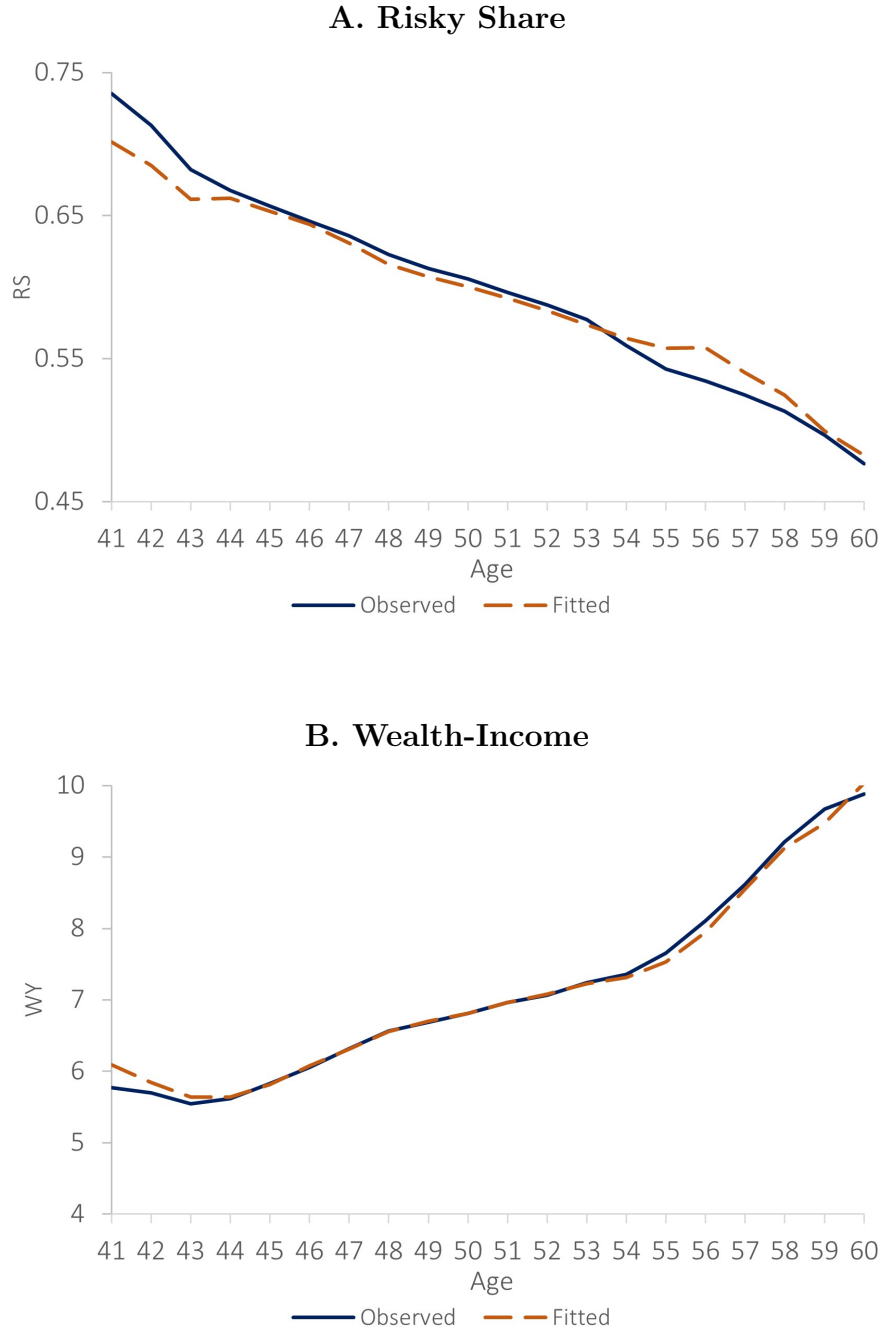 A. Risky Share
0.75
0.65
0.55
0.45
RS
41 42 43 44 45 46 47 48 49 50 51 52 53 54 55 56 57 58 59 60
Age
Observed Fitted
B. Wealth-Income
10
9
8
7
6
5
4
WY
41 42 43 44 45 46 47 48 49 50 51 52 53 54 55 56 57 58 59 60
Age
Observed Fitted